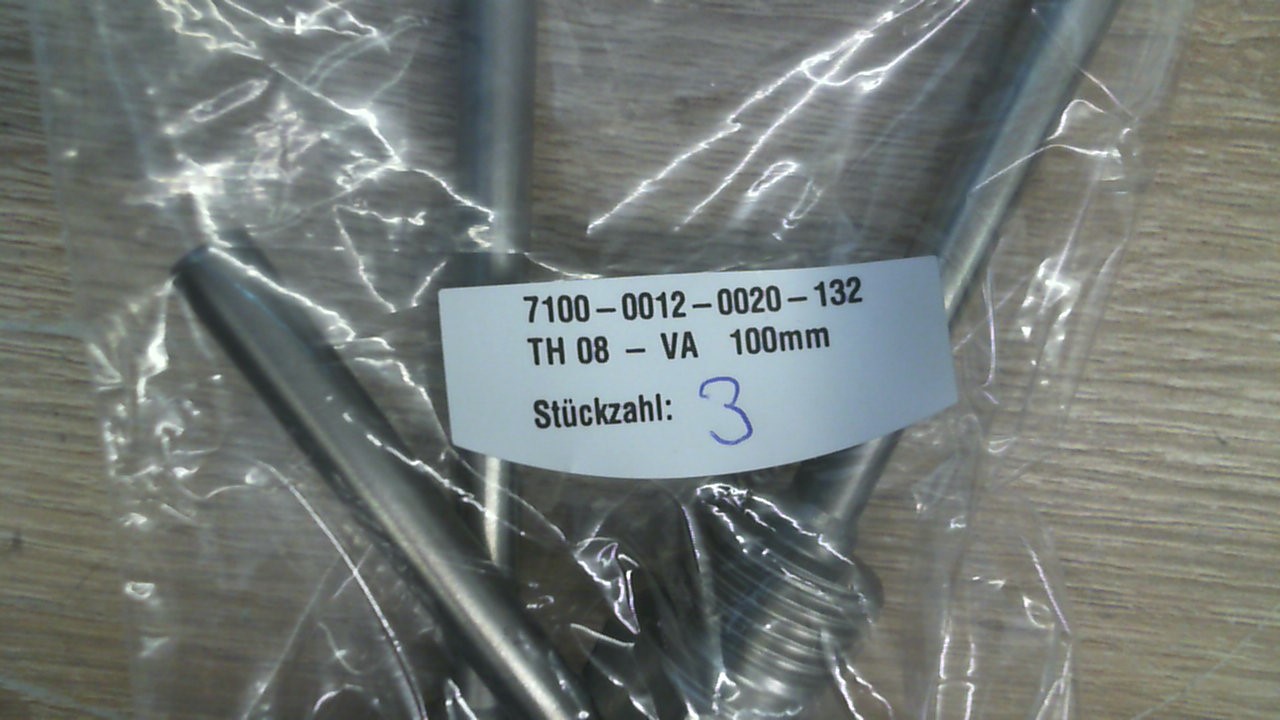 7100-0012-0020-132
TH 08 - VA 100mm
Stückzahl: 3